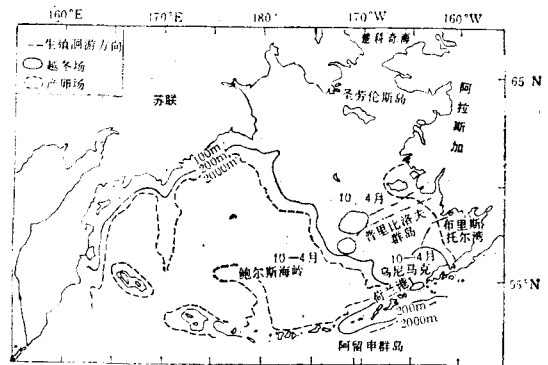 160°E 170°E 180° 170°W 160°W
--生殖洄游方向
越冬场
产卵场
苏联
楚科奇海
65 N
圣劳伦斯岛
阿拉斯加
100m
200m
2000m
10、4月
普里比洛夫
群岛
布里斯
托尔湾
10—4月
10—4月
鲍尔斯海岭
乌尼马克
荷兰港
55°N
200m
2000m
阿留申群岛